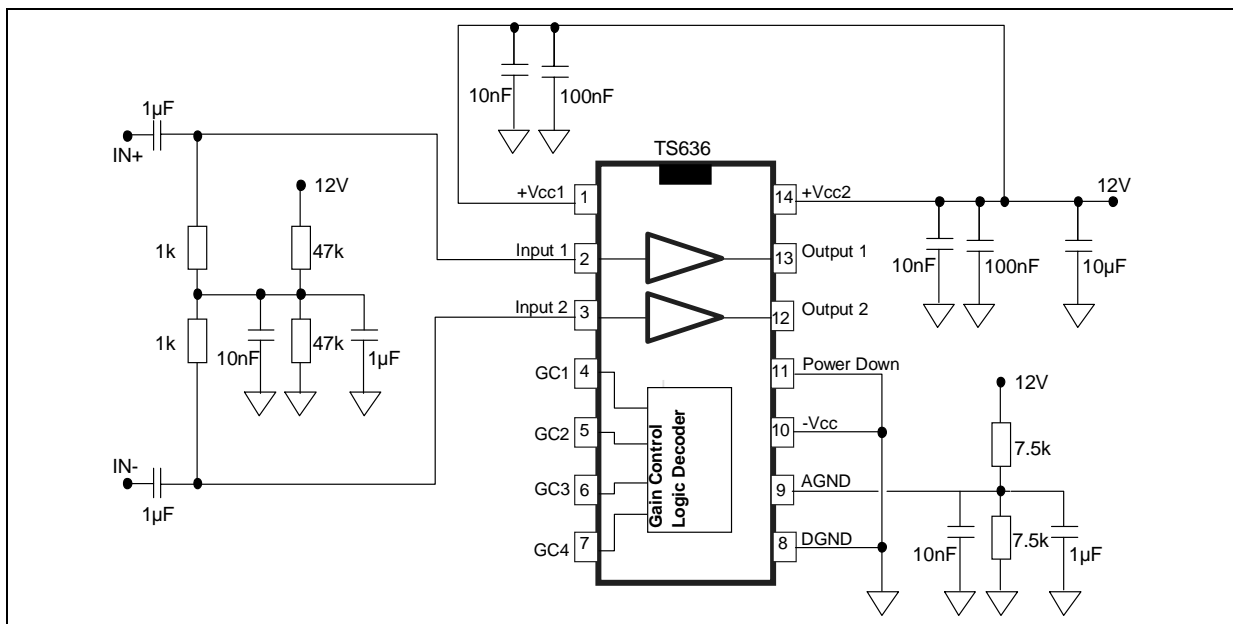 10nF
100nF
1µF
IN+
TS636
12V
+Vcc1
1
14
+Vcc2
12V
1k
47k
Input 1
2
13
Output 1
10nF
100nF
10µF
Input 2
3
12
Output 2
1k
10nF
47k
1µF
GC1
4
11
Power Down
12V
GC2
5
10
-Vcc
7.5k
IN-
1µF
GC3
6
9
AGND
Gain Control
Logic Decoder
GC4
7
8
DGND
10nF
7.5k
1µF